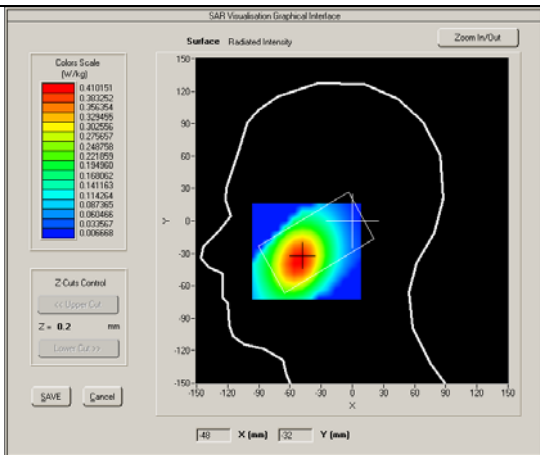 SAR Visualisation Graphical Interface
Surface Radiated Intensity
Zoom In/Out
Colors Scale
(W/kg)
0.410151
0.383252
0.356354
0.329455
0.302556
0.275657
0.248758
0.221859
0.194960
0.168062
0.141163
0.114264
0.087365
0.060466
0.033567
0.006668
Z Cuts Control
<< Upper Cut
Z = 0.2 mm
Lower Cut >>
SAVE Cancel
150
120
90
60
30
0
-30
-60
-90
-120
-150
Y
-150 -120 -90 -60 -30 0 30 60 90 120 150
X
-48 X (mm) -32 Y (mm)